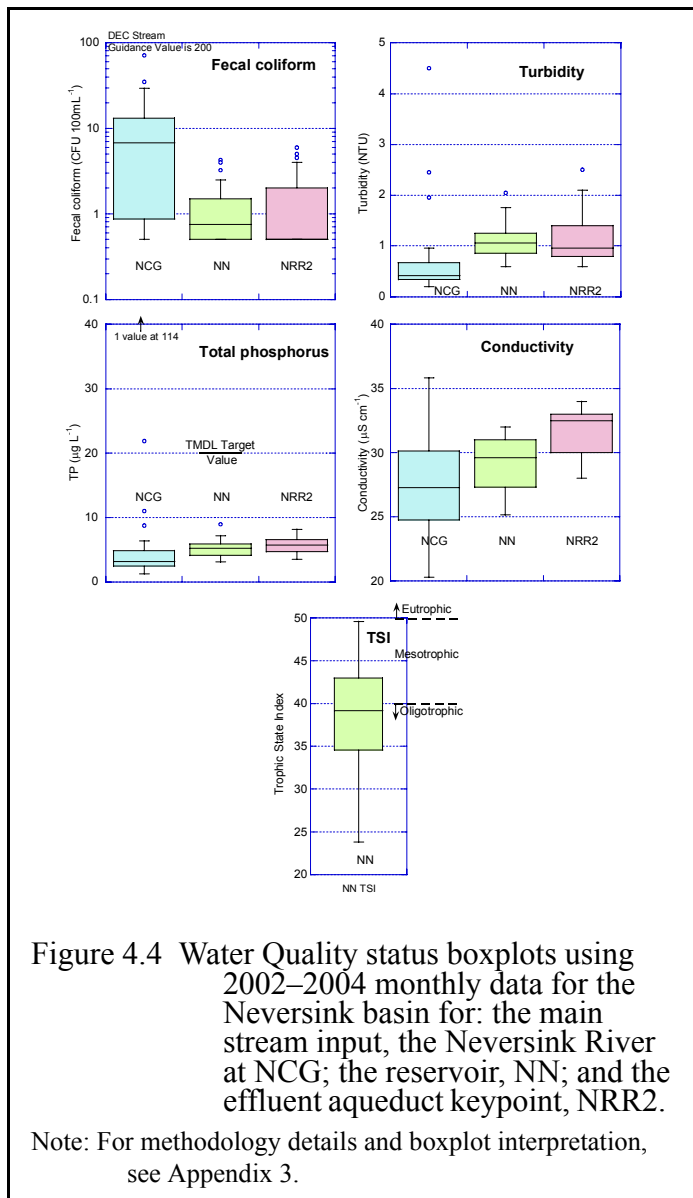 DEC Stream
Guidance Value is 200
Fecal coliform
Fecal coliform (CFU 100mL⁻¹)
100
10
1
0.1
NCG
NN
NRR2
Turbidity
Turbidity (NTU)
5
4
3
2
1
0
NCG
NN
NRR2
1 value at 114
Total phosphorus
TP (µg L⁻¹)
40
30
20
10
0
TMDL Target
Value
NCG
NN
NRR2
Conductivity
Conductivity (µS cm⁻¹)
40
35
30
25
20
NCG
NN
NRR2
TSI
Trophic State Index
50
45
40
35
30
25
20
Eutrophic
Mesotrophic
Oligotrophic
NN
NN TSI
Figure 4.4 Water Quality status boxplots using
2002–2004 monthly data for the
Neversink basin for: the main
stream input, the Neversink River
at NCG; the reservoir, NN; and the
effluent aqueduct keypoint, NRR2.
Note: For methodology details and boxplot interpretation,
see Appendix 3.